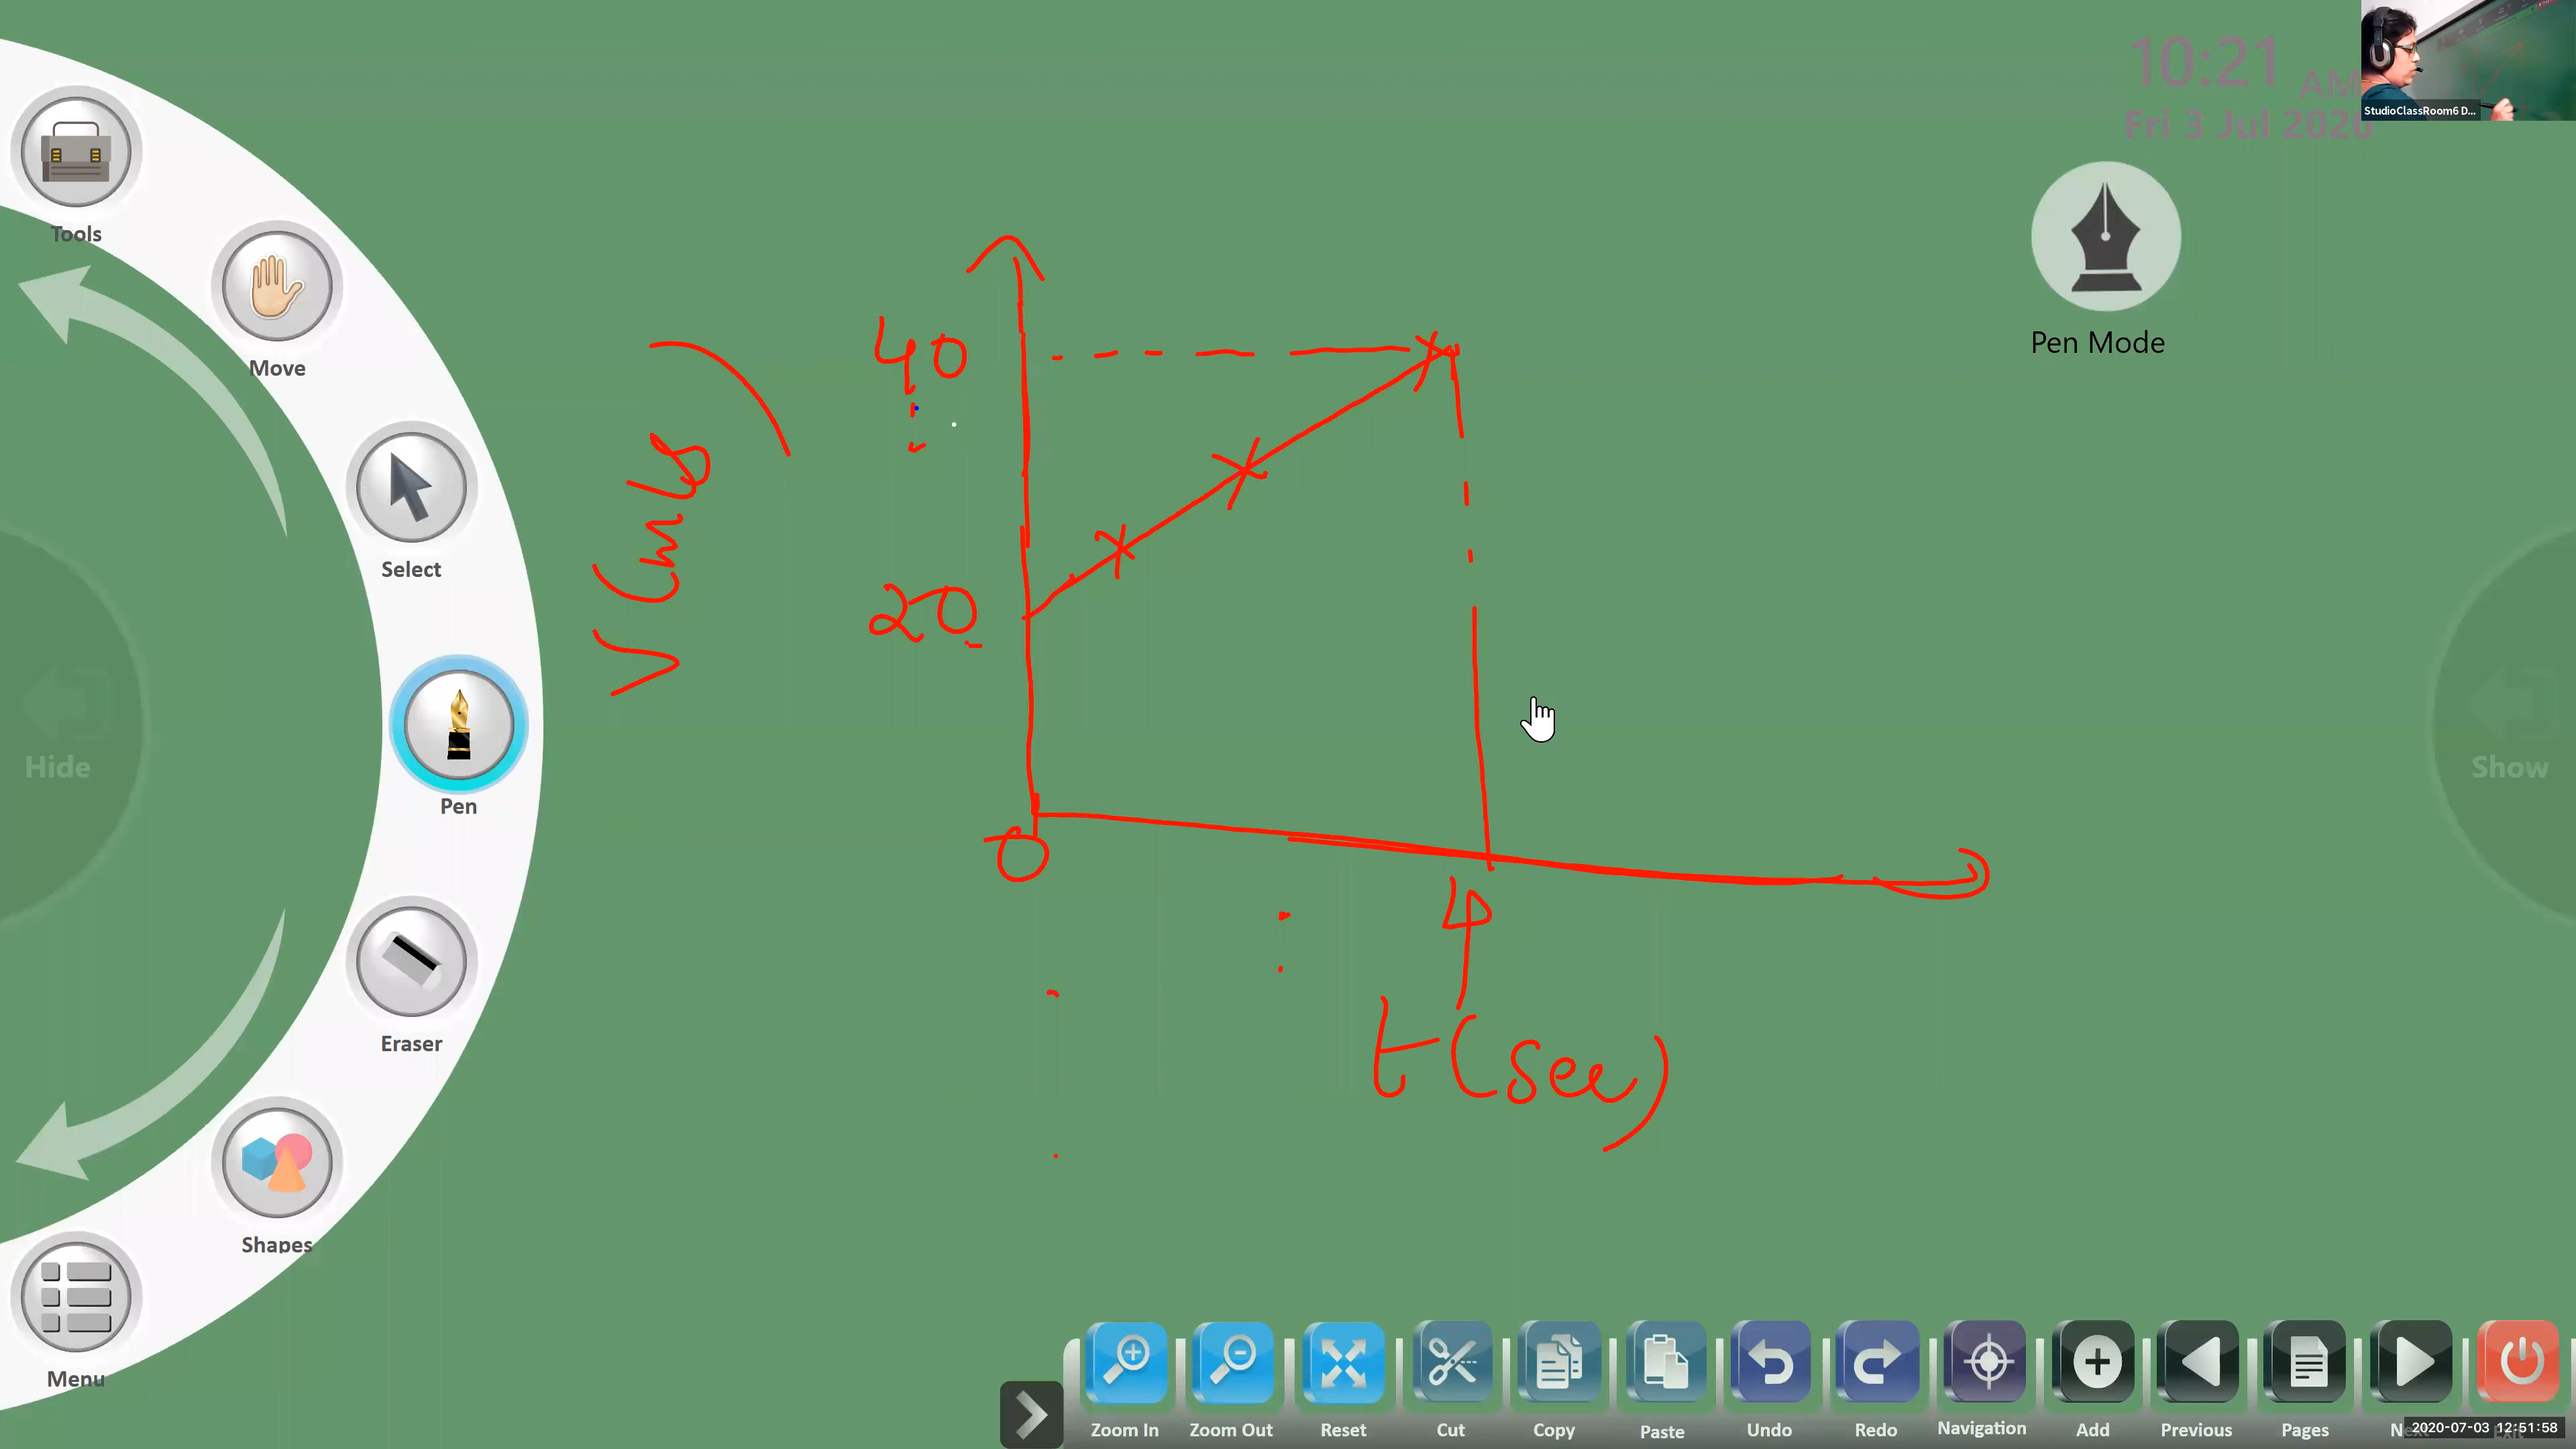 10:21 AM
Fri 3 Jul 2020
StudioClassRoom6 D...
Tools
Move
Select
Pen
Eraser
Shapes
Menu
Hide
Show
Pen Mode
V (m/s)
40
20
0
4
t (sec)
Zoom In
Zoom Out
Reset
Cut
Copy
Paste
Undo
Redo
Navigation
Add
Previous
Pages
2020-07-03 12:51:58